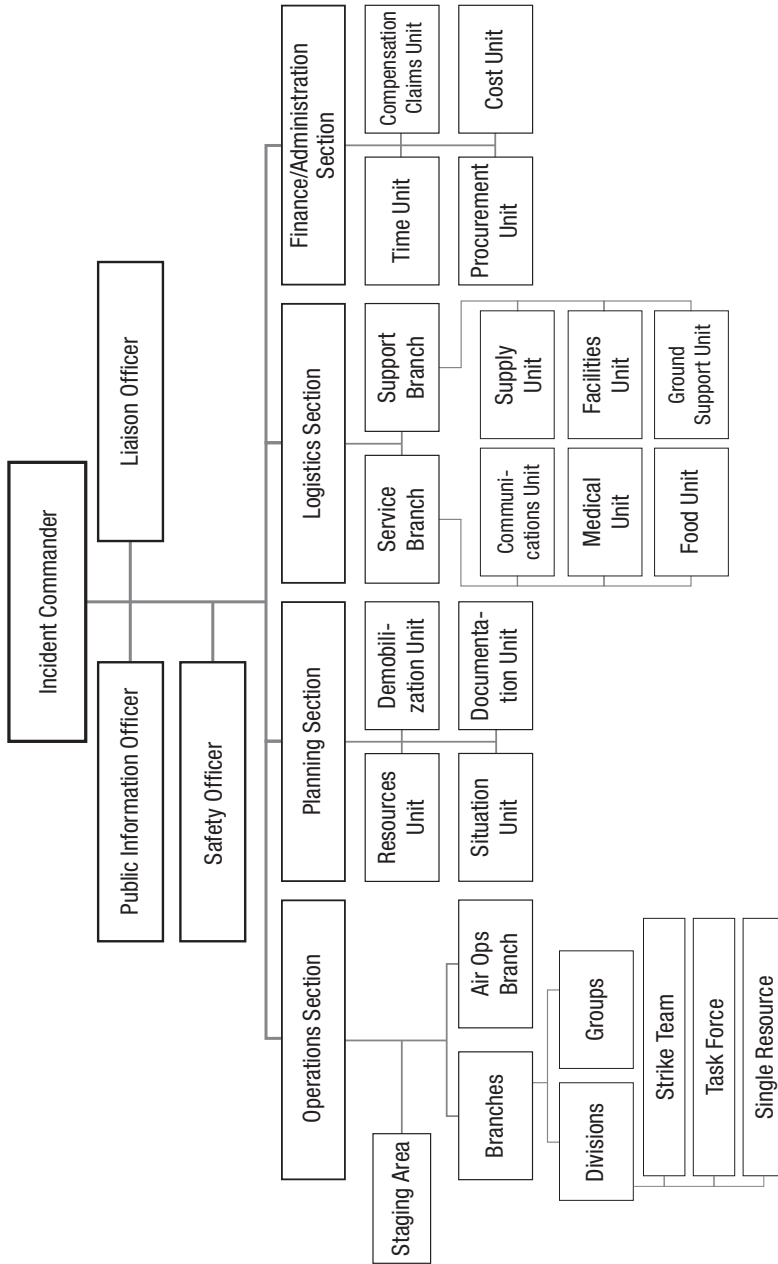 Incident Commander
Public Information Officer
Liaison Officer
Safety Officer
Operations Section
Planning Section
Logistics Section
Finance/Administration
Section
Staging Area
Branches
Air Ops
Branch
Divisions
Groups
Strike Team
Task Force
Single Resource
Resources
Unit
Demobili-
zation Unit
Situation
Unit
Documenta-
tion Unit
Service
Branch
Support
Branch
Communi-
cations Unit
Supply
Unit
Medical
Unit
Facilities
Unit
Food Unit
Ground
Support Unit
Time Unit
Compensation
Claims Unit
Procurement
Unit
Cost Unit